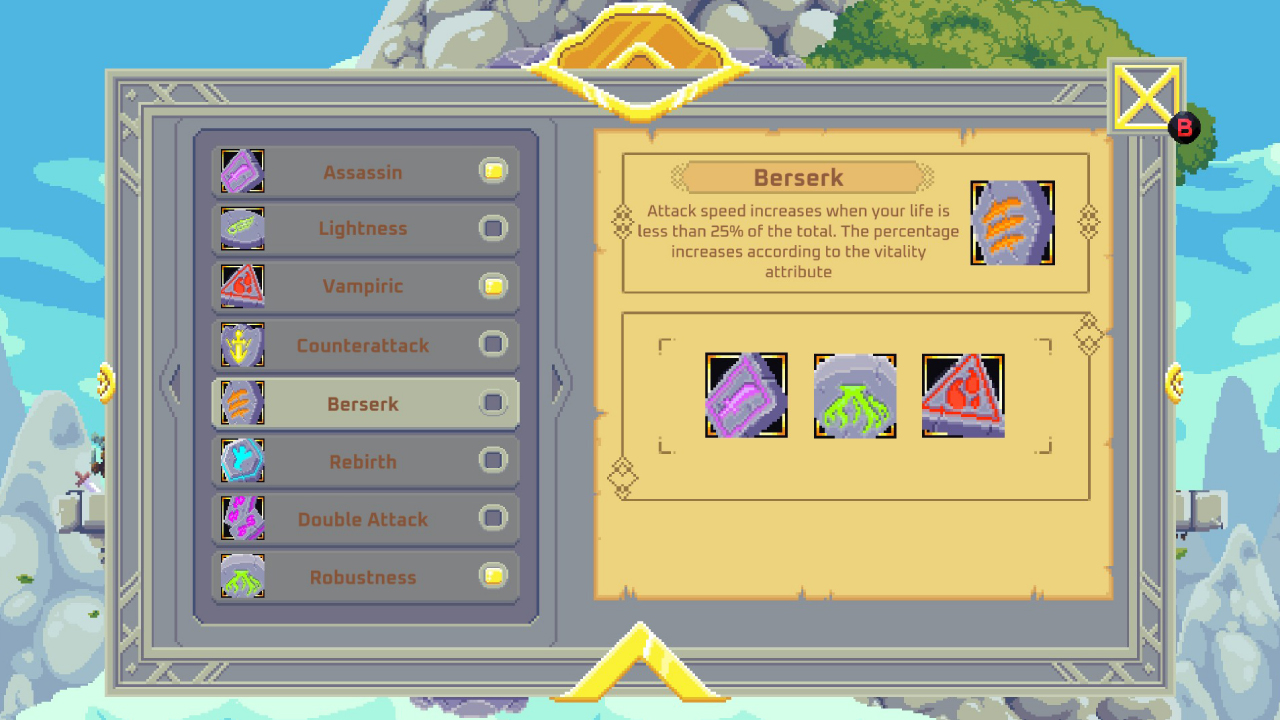 B
Assassin
Lightness
Vampiric
Counterattack
Berserk
Rebirth
Double Attack
Robustness
Berserk
Attack speed increases when your life is
less than 25% of the total. The percentage
increases according to the vitality
attribute